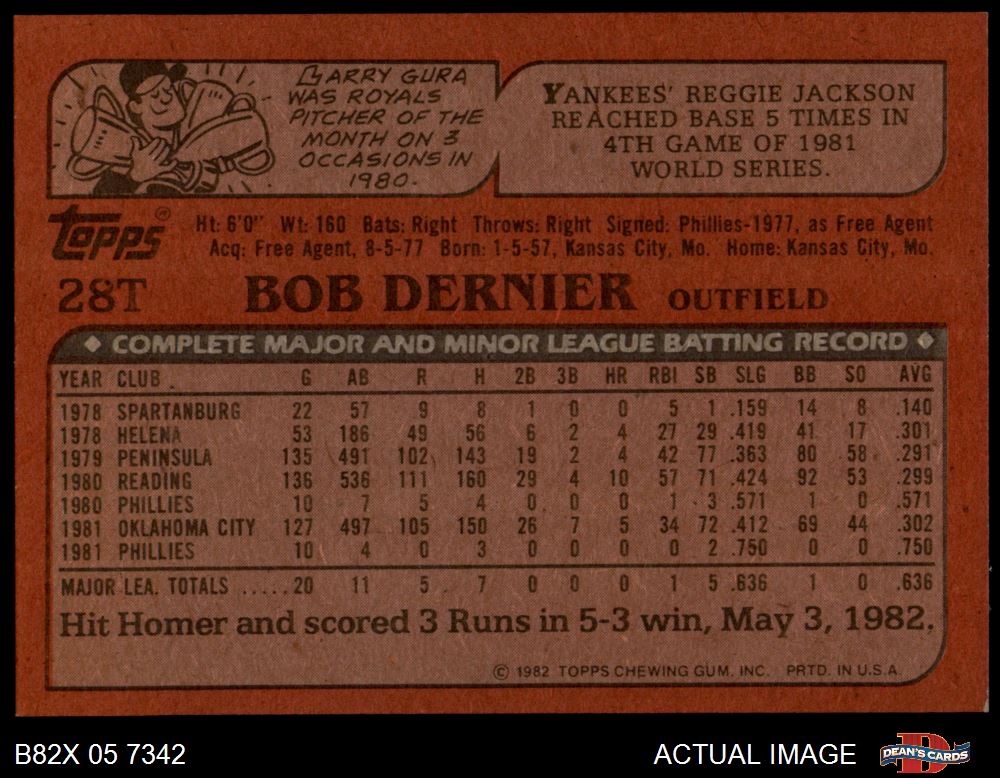 LARRY GURA
WAS ROYALS
PITCHER OF THE
MONTH ON 3
OCCASIONS IN
1980.
YANKEES' REGGIE JACKSON
REACHED BASE 5 TIMES IN
4TH GAME OF 1981
WORLD SERIES.
Topps®
Ht: 6'0" Wt: 160 Bats: Right Throws: Right Signed: Phillies-1977, as Free Agent
Acq: Free Agent, 8-5-77 Born: 1-5-57, Kansas City, Mo. Home: Kansas City, Mo.
28T BOB DERNIER OUTFIELD
◆ COMPLETE MAJOR AND MINOR LEAGUE BATTING RECORD ◆
YEAR CLUB G AB R H 2B 3B HR RBI SB SLG BB SO AVG
1978 SPARTANBURG 22 57 9 8 1 0 0 5 1 .159 14 8 .140
1978 HELENA 53 186 49 56 6 2 4 27 29 .419 41 17 .301
1979 PENINSULA 135 491 102 143 19 2 4 42 77 .363 80 58 .291
1980 READING 136 536 111 160 29 4 10 57 71 .424 92 53 .299
1980 PHILLIES 10 7 5 4 0 0 0 1 3 .571 1 0 .571
1981 OKLAHOMA CITY 127 497 105 150 26 7 5 34 72 .412 69 44 .302
1981 PHILLIES 10 4 0 3 0 0 0 0 2 .750 0 0 .750
MAJOR LEA. TOTALS .....20 11 5 7 0 0 0 1 5 .636 1 0 .636
Hit Homer and scored 3 Runs in 5-3 win, May 3, 1982.
© 1982 TOPPS CHEWING GUM, INC. PRTD. IN U.S.A.
B82X 05 7342 ACTUAL IMAGE DEAN'S CARDS